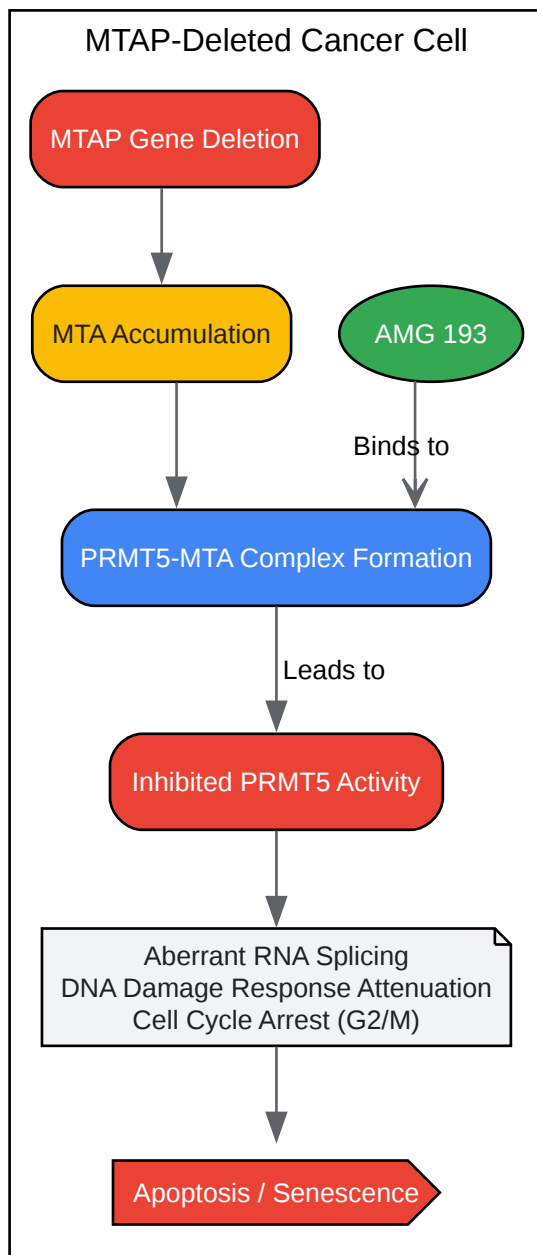 MTAP-Deleted Cancer Cell
MTAP Gene Deletion
MTA Accumulation
AMG 193
Binds to
PRMT5-MTA Complex Formation
Leads to
Inhibited PRMT5 Activity
Aberrant RNA Splicing
DNA Damage Response Attenuation
Cell Cycle Arrest (G2/M)
Apoptosis / Senescence